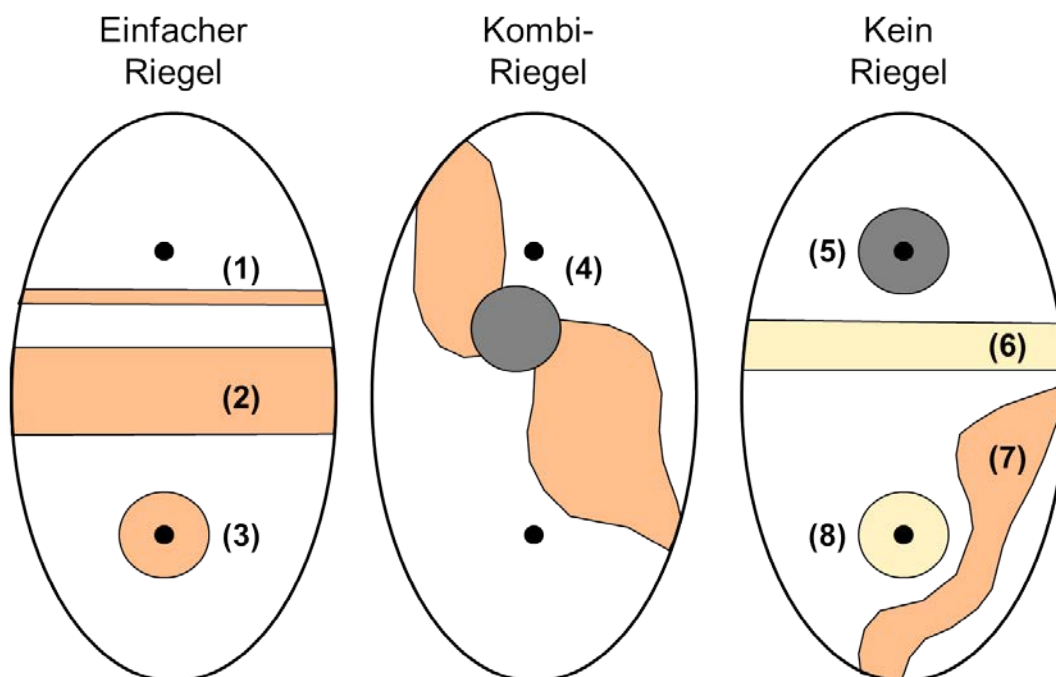 Einfacher
Riegel
Kombi-
Riegel
Kein
Riegel
(1)
(2)
(3)
(4)
(5)
(6)
(7)
(8)